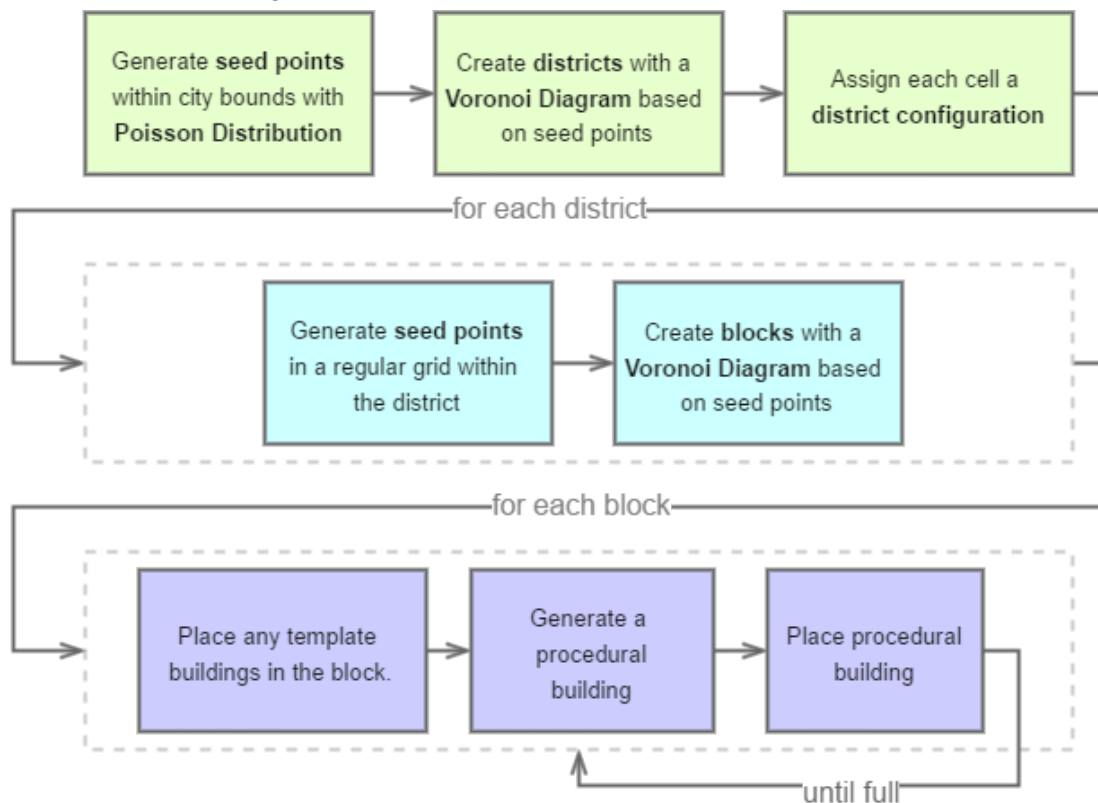 Generate seed points
within city bounds with
Poisson Distribution
Create districts with a
Voronoi Diagram based
on seed points
Assign each cell a
district configuration
for each district
Generate seed points
in a regular grid within
the district
Create blocks with a
Voronoi Diagram based
on seed points
for each block
Place any template
buildings in the block.
Generate a
procedural
building
Place procedural
building
until full